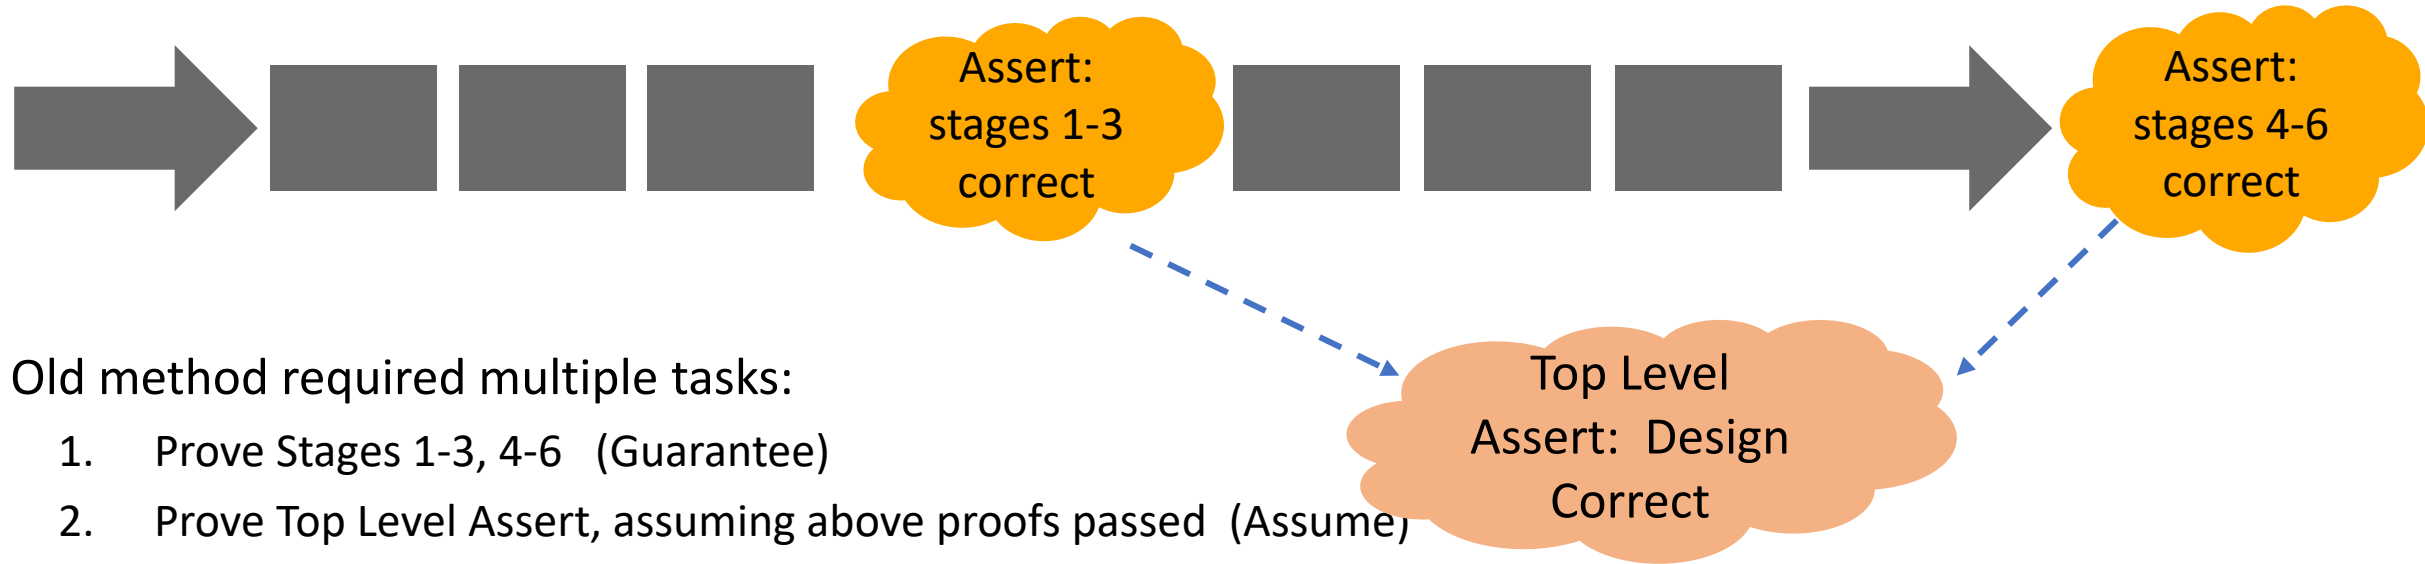 Assert:
stages 1-3
correct
Assert:
stages 4-6
correct
Old method required multiple tasks:
1. Prove Stages 1-3, 4-6 (Guarantee)
2. Prove Top Level Assert, assuming above proofs passed (Assume)
Top Level
Assert: Design
Correct